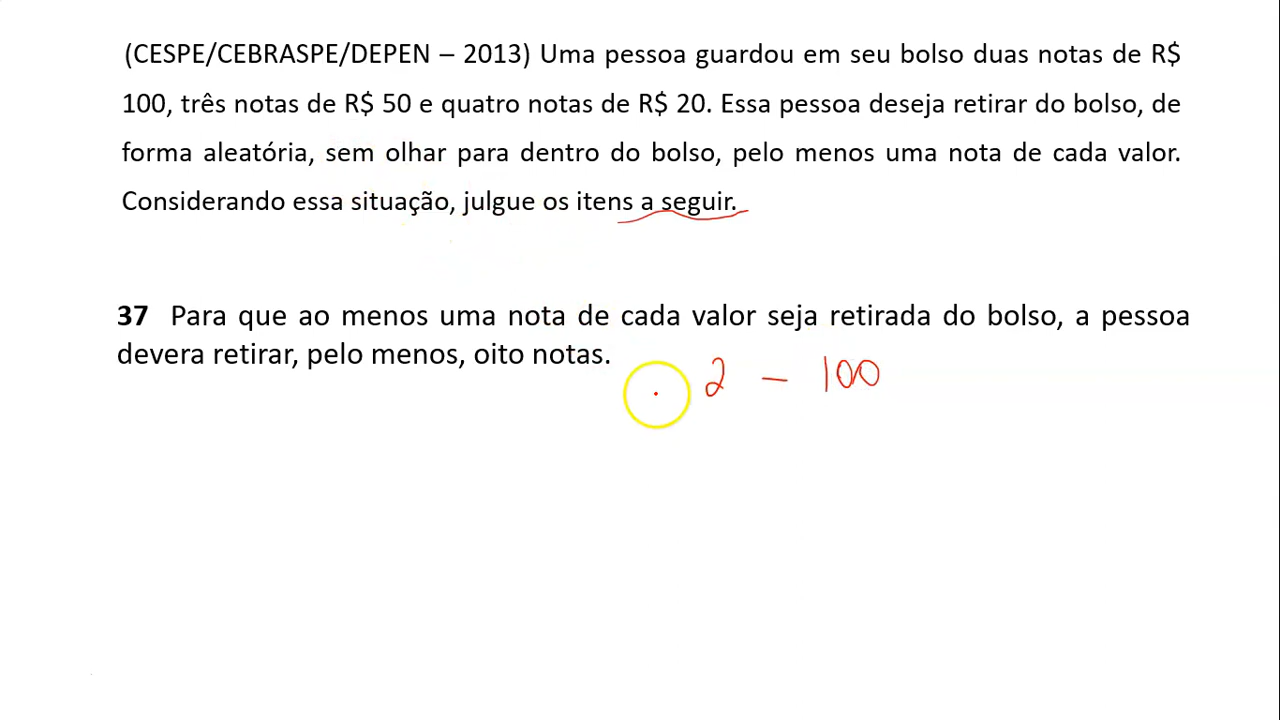 (CESPE/CEBRASPE/DEPEN – 2013) Uma pessoa guardou em seu bolso duas notas de R$
100, três notas de R$ 50 e quatro notas de R$ 20. Essa pessoa deseja retirar do bolso, de
forma aleatória, sem olhar para dentro do bolso, pelo menos uma nota de cada valor.
Considerando essa situação, julgue os itens a seguir.
37 Para que ao menos uma nota de cada valor seja retirada do bolso, a pessoa
devera retirar, pelo menos, oito notas.
2 – 100